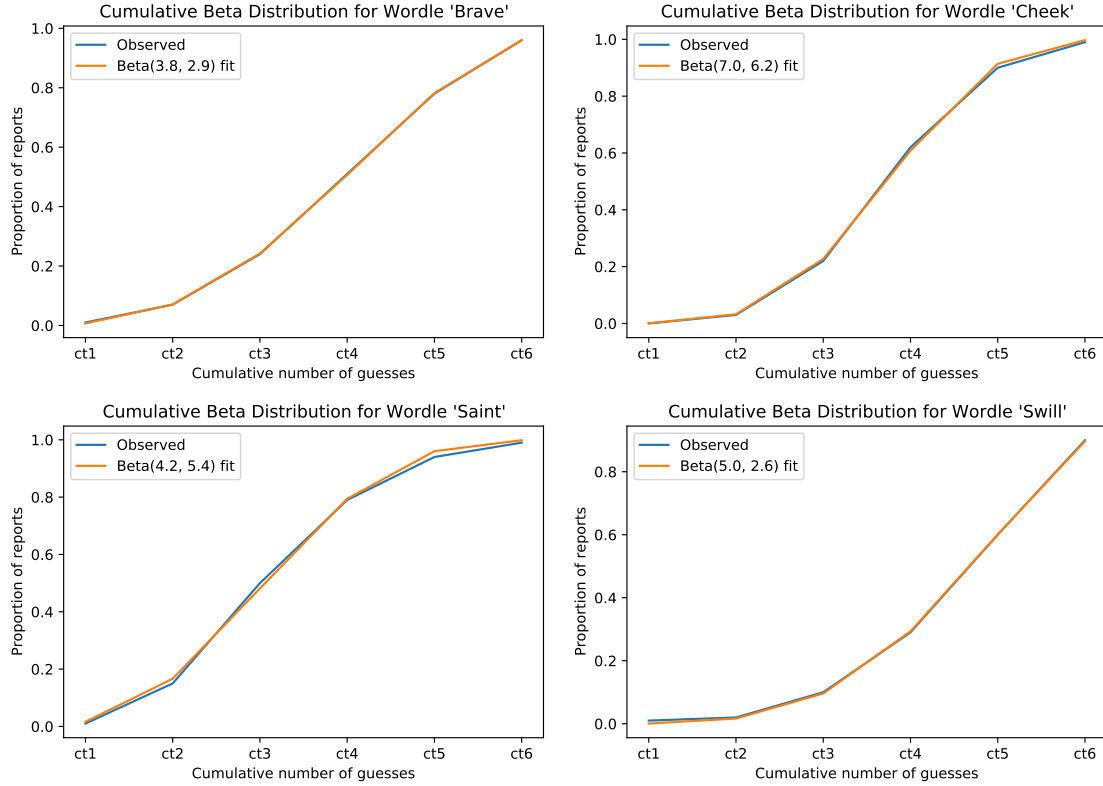 Cumulative Beta Distribution for Wordle 'Brave'
Observed
Beta(3.8, 2.9) fit
1.0
0.8
0.6
0.4
0.2
0.0
Proportion of reports
ct1 ct2 ct3 ct4 ct5 ct6
Cumulative number of guesses
Cumulative Beta Distribution for Wordle 'Cheek'
Observed
Beta(7.0, 6.2) fit
1.0
0.8
0.6
0.4
0.2
0.0
Proportion of reports
ct1 ct2 ct3 ct4 ct5 ct6
Cumulative number of guesses
Cumulative Beta Distribution for Wordle 'Saint'
Observed
Beta(4.2, 5.4) fit
1.0
0.8
0.6
0.4
0.2
0.0
Proportion of reports
ct1 ct2 ct3 ct4 ct5 ct6
Cumulative number of guesses
Cumulative Beta Distribution for Wordle 'Swill'
Observed
Beta(5.0, 2.6) fit
0.8
0.6
0.4
0.2
0.0
Proportion of reports
ct1 ct2 ct3 ct4 ct5 ct6
Cumulative number of guesses